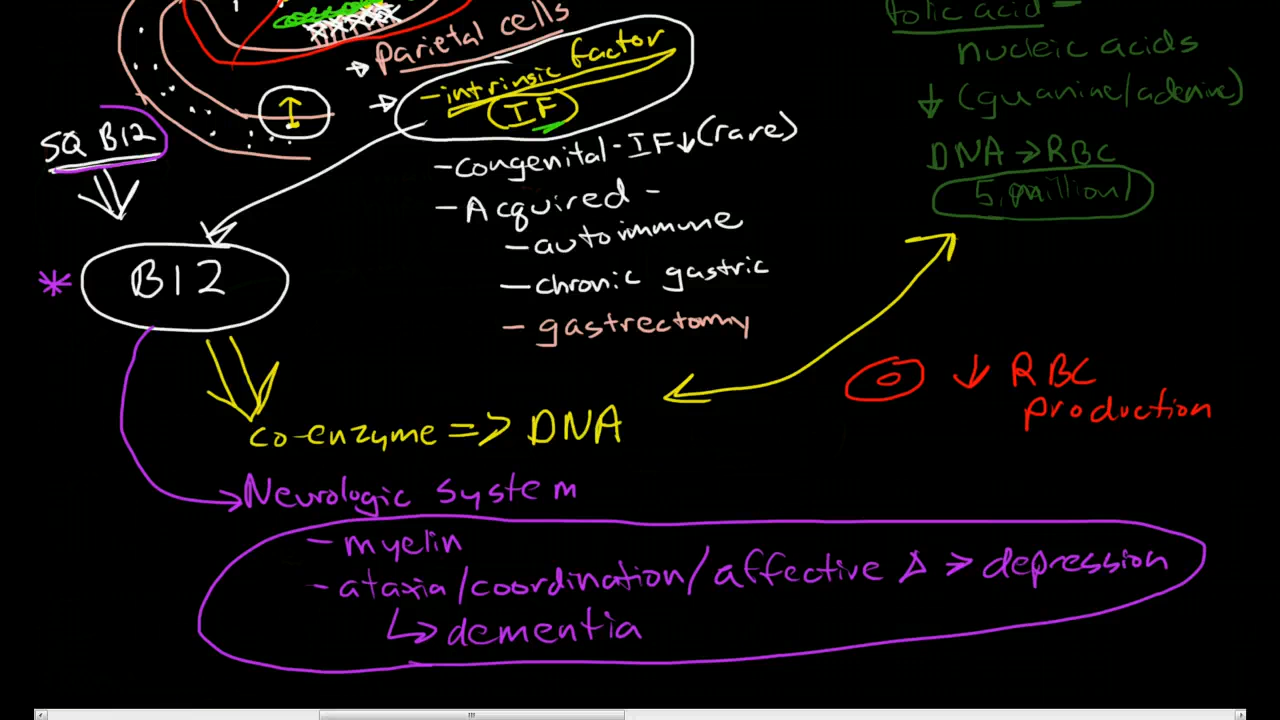 Parietal cells
- intrinsic factor
IF
SQ B12
- Congenital - IF↓ (rare)
- Acquired -
- autoimmune
- chronic gastric
- gastrectomy
B12
*
co-enzyme => DNA
Neurologic system
- myelin
- ataxia/coordination/affective Δ > depression
↳ dementia
folic acid =
nucleic acids
↓ (guanine/adenine)
DNA → RBC
5 million
↓ RBC
production